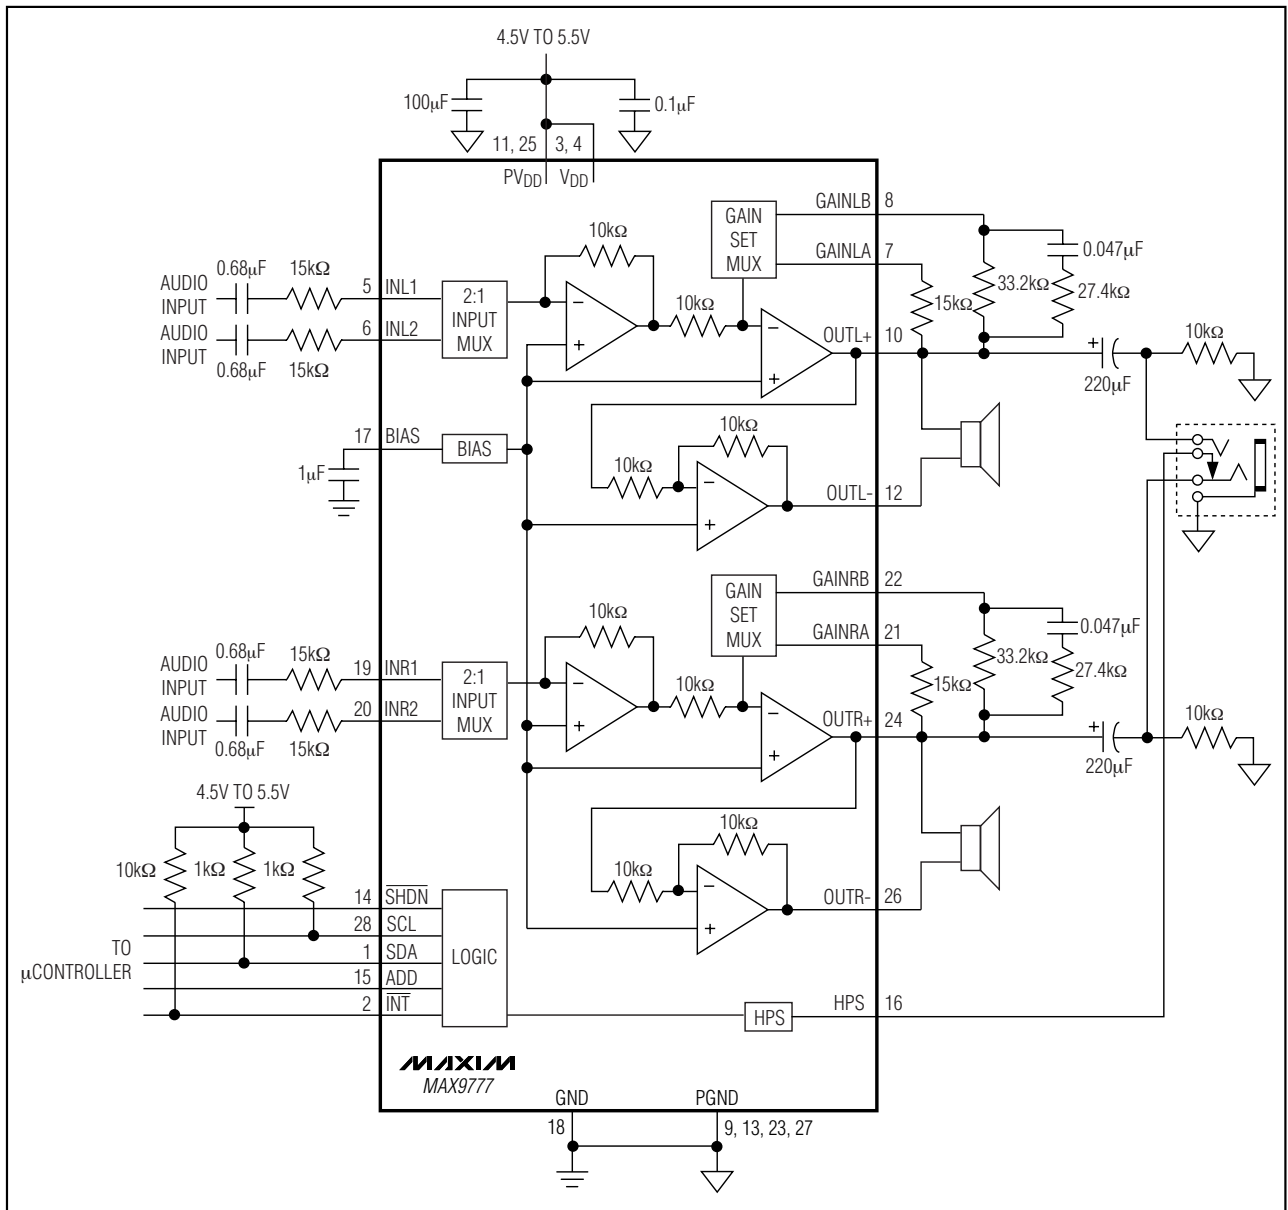 4.5V TO 5.5V
100µF
0.1µF
11, 25
3, 4
PVDD
VDD
GAINLB
8
10kΩ
GAIN
SET
MUX
GAINLA
7
0.047µF
33.2kΩ
27.4kΩ
15kΩ
AUDIO
INPUT
0.68µF
15kΩ
5
INL1
2:1
INPUT
MUX
AUDIO
INPUT
0.68µF
15kΩ
6
INL2
−
+
10kΩ
−
+
OUTL+
10
+
220µF
10kΩ
17
BIAS
BIAS
1µF
10kΩ
10kΩ
−
+
OUTL-
12
GAINRB
22
10kΩ
GAIN
SET
MUX
GAINRA
21
0.047µF
33.2kΩ
27.4kΩ
15kΩ
AUDIO
INPUT
0.68µF
15kΩ
19
INR1
2:1
INPUT
MUX
AUDIO
INPUT
0.68µF
15kΩ
20
INR2
−
+
10kΩ
−
+
OUTR+
24
+
220µF
10kΩ
4.5V TO 5.5V
10kΩ
1kΩ
1kΩ
10kΩ
10kΩ
−
+
OUTR-
26
TO
µCONTROLLER
14
SHDN
28
SCL
1
SDA
15
ADD
2
INT
LOGIC
HPS
HPS
16
MAXIM
MAX9777
GND
18
PGND
9, 13, 23, 27